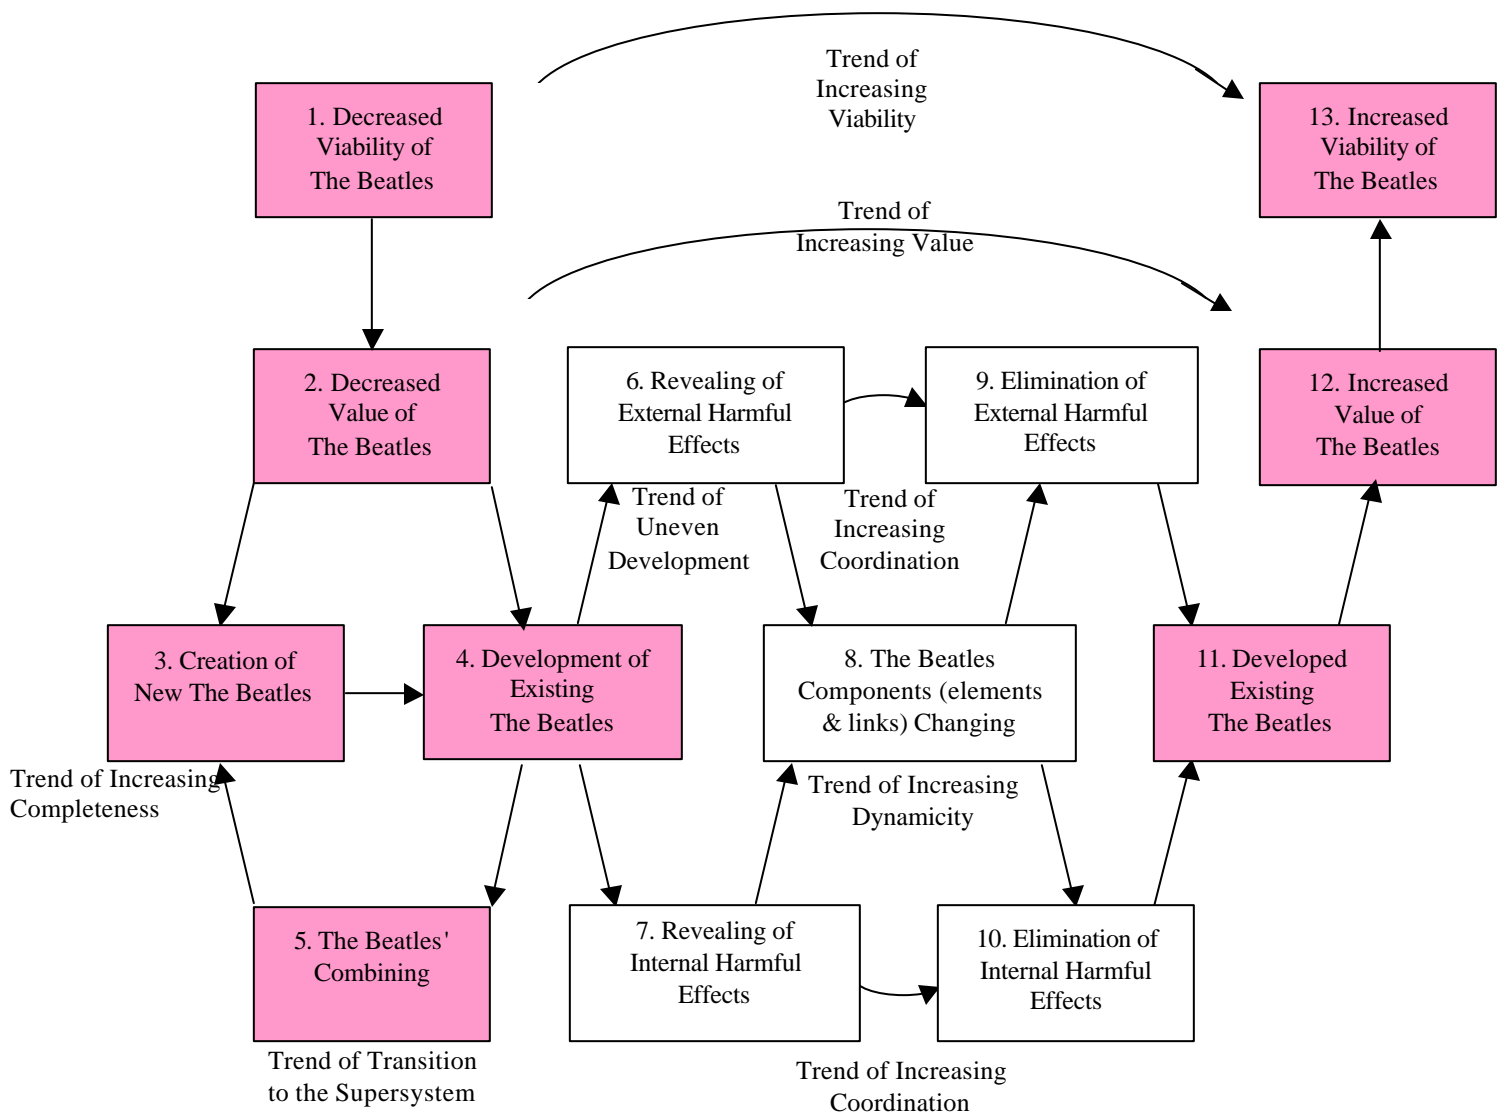 Trend of
Increasing
Viability
1. Decreased
Viability of
The Beatles
13. Increased
Viability of
The Beatles
Trend of
Increasing Value
2. Decreased
Value of
The Beatles
6. Revealing of
External Harmful
Effects
9. Elimination of
External Harmful
Effects
12. Increased
Value of
The Beatles
Trend of
Uneven
Development
Trend of
Increasing
Coordination
3. Creation of
New The Beatles
4. Development of
Existing
The Beatles
8. The Beatles
Components (elements
& links) Changing
11. Developed
Existing
The Beatles
Trend of Increasing
Completeness
Trend of Increasing
Dynamicity
5. The Beatles'
Combining
7. Revealing of
Internal Harmful
Effects
10. Elimination of
Internal Harmful
Effects
Trend of Transition
to the Supersystem
Trend of Increasing
Coordination